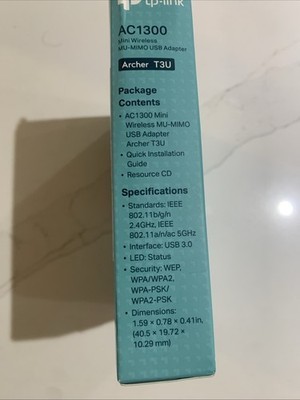 tp-link
AC1300
Mini Wireless
MU-MIMO USB Adapter
Archer T3U
Package
Contents
• AC1300 Mini
Wireless MU-MIMO
USB Adapter
Archer T3U
• Quick Installation
Guide
• Resource CD
Specifications
• Standards: IEEE
802.11b/g/n
2.4GHz, IEEE
802.11a/n/ac 5GHz
• Interface: USB 3.0
• LED: Status
• Security: WEP,
WPA/WPA2,
WPA-PSK/
WPA2-PSK
• Dimensions:
1.59 × 0.78 × 0.41in.
(40.5 × 19.72 ×
10.29 mm)